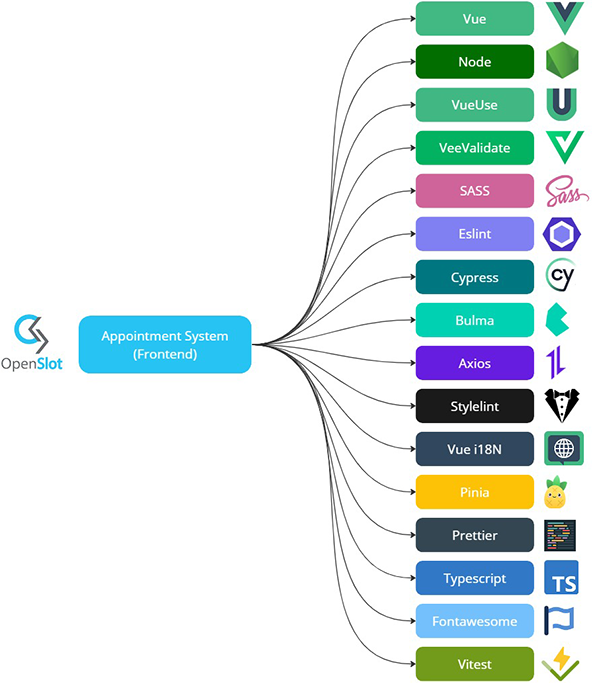 Vue
Node
VueUse
VeeValidate
SASS
Sass
Eslint
Cypress
cy
Bulma
Appointment System
(Frontend)
OpenSlot
Axios
Stylelint
Vue i18N
Pinia
Prettier
Typescript
TS
Fontawesome
Vitest